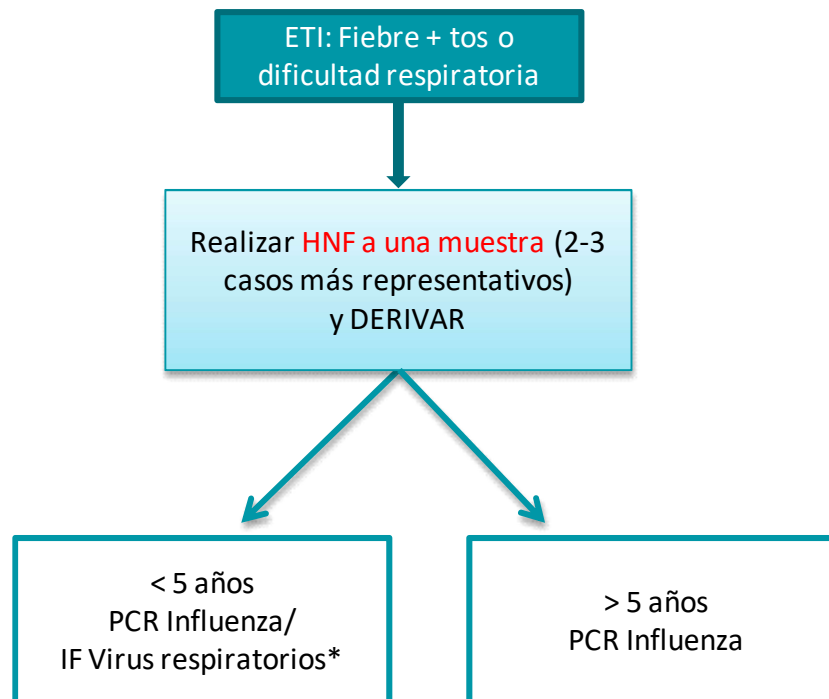 ETI: Fiebre + tos o
dificultad respiratoria
Realizar HNF a una muestra (2-3
casos más representativos)
y DERIVAR
< 5 años
PCR Influenza/
IF Virus respiratorios*
> 5 años
PCR Influenza